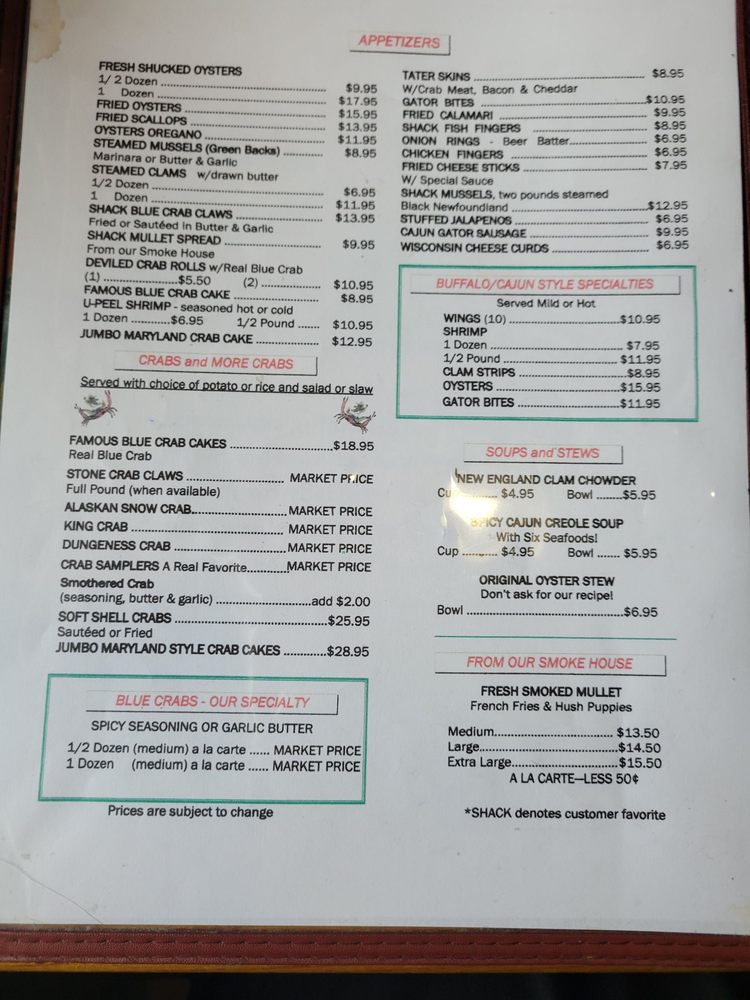 APPETIZERS
FRESH SHUCKED OYSTERS
1/ 2 Dozen ........ $9.95
1 Dozen ........ $17.95
FRIED OYSTERS ........ $15.95
FRIED SCALLOPS ........ $13.95
OYSTERS OREGANO ........ $11.95
STEAMED MUSSELS (Green Backs) ........ $8.95
Marinara or Butter & Garlic
STEAMED CLAMS w/drawn butter
1/2 Dozen ........ $6.95
1 Dozen ........ $11.95
SHACK BLUE CRAB CLAWS ........ $13.95
Fried or Sautéed in Butter & Garlic
SHACK MULLET SPREAD ........ $9.95
From our Smoke House
DEVILED CRAB ROLLS w/Real Blue Crab
(1) ........$5.50 (2) ........ $10.95
FAMOUS BLUE CRAB CAKE ........ $8.95
U-PEEL SHRIMP - seasoned hot or cold
1 Dozen ........$6.95 1/2 Pound ........ $10.95
JUMBO MARYLAND CRAB CAKE ........ $12.95
TATER SKINS ........ $8.95
W/Crab Meat, Bacon & Cheddar
GATOR BITES ........$10.95
FRIED CALAMARI ........ $9.95
SHACK FISH FINGERS ........ $8.95
ONION RINGS - Beer Batter........ $6.95
CHICKEN FINGERS ........ $6.95
FRIED CHEESE STICKS ........ $7.95
W/ Special Sauce
SHACK MUSSELS, two pounds steamed
Black Newfoundland ........$12.95
STUFFED JALAPENOS ........ $6.95
CAJUN GATOR SAUSAGE ........ $9.95
WISCONSIN CHEESE CURDS ........ $6.95
BUFFALO/CAJUN STYLE SPECIALTIES
Served Mild or Hot
WINGS (10) ........$10.95
SHRIMP
1 Dozen ........ $7.95
1/2 Pound ........ $11.95
CLAM STRIPS ........$8.95
OYSTERS ........$15.95
GATOR BITES ........$11.95
CRABS and MORE CRABS
Served with choice of potato or rice and salad or slaw
FAMOUS BLUE CRAB CAKES ........$18.95
Real Blue Crab
STONE CRAB CLAWS ........ MARKET PRICE
Full Pound (when available)
ALASKAN SNOW CRAB........ MARKET PRICE
KING CRAB ........ MARKET PRICE
DUNGENESS CRAB ........MARKET PRICE
CRAB SAMPLERS A Real Favorite........MARKET PRICE
Smothered Crab
(seasoning, butter & garlic) ........add $2.00
SOFT SHELL CRABS ........$25.95
Sautéed or Fried
JUMBO MARYLAND STYLE CRAB CAKES ........$28.95
BLUE CRABS - OUR SPECIALTY
SPICY SEASONING OR GARLIC BUTTER
1/2 Dozen (medium) a la carte ...... MARKET PRICE
1 Dozen (medium) a la carte ...... MARKET PRICE
Prices are subject to change
SOUPS and STEWS
NEW ENGLAND CLAM CHOWDER
Cup ........ $4.95 Bowl ........$5.95
SPICY CAJUN CREOLE SOUP
With Six Seafoods!
Cup ........ $4.95 Bowl ....... $5.95
ORIGINAL OYSTER STEW
Don't ask for our recipe!
Bowl ........$6.95
FROM OUR SMOKE HOUSE
FRESH SMOKED MULLET
French Fries & Hush Puppies
Medium........ $13.50
Large........$14.50
Extra Large........$15.50
A LA CARTE—LESS 50¢
*SHACK denotes customer favorite